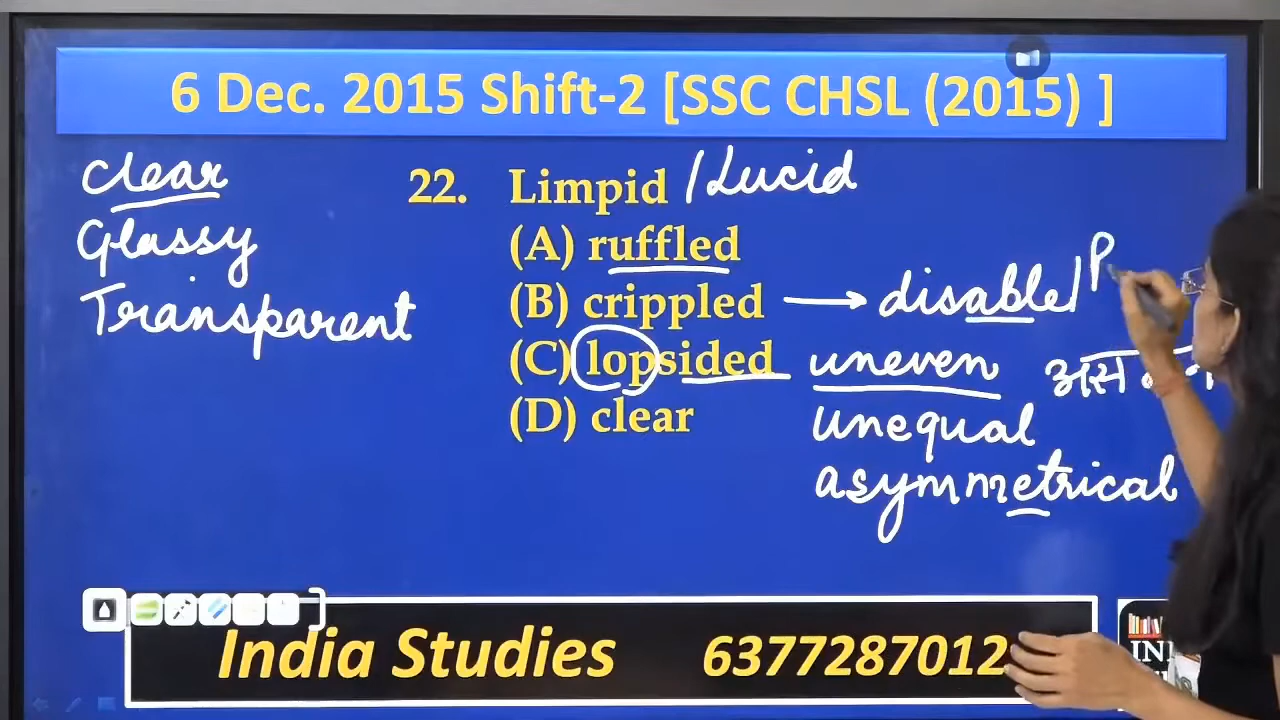 6 Dec. 2015 Shift-2 [SSC CHSL (2015) ]
clear
Glassy
Transparent
22. Limpid / Lucid
(A) ruffled
(B) crippled → disable / P
(C) lopsided uneven
unequal
asymmetrical
(D) clear
India Studies 6377287012